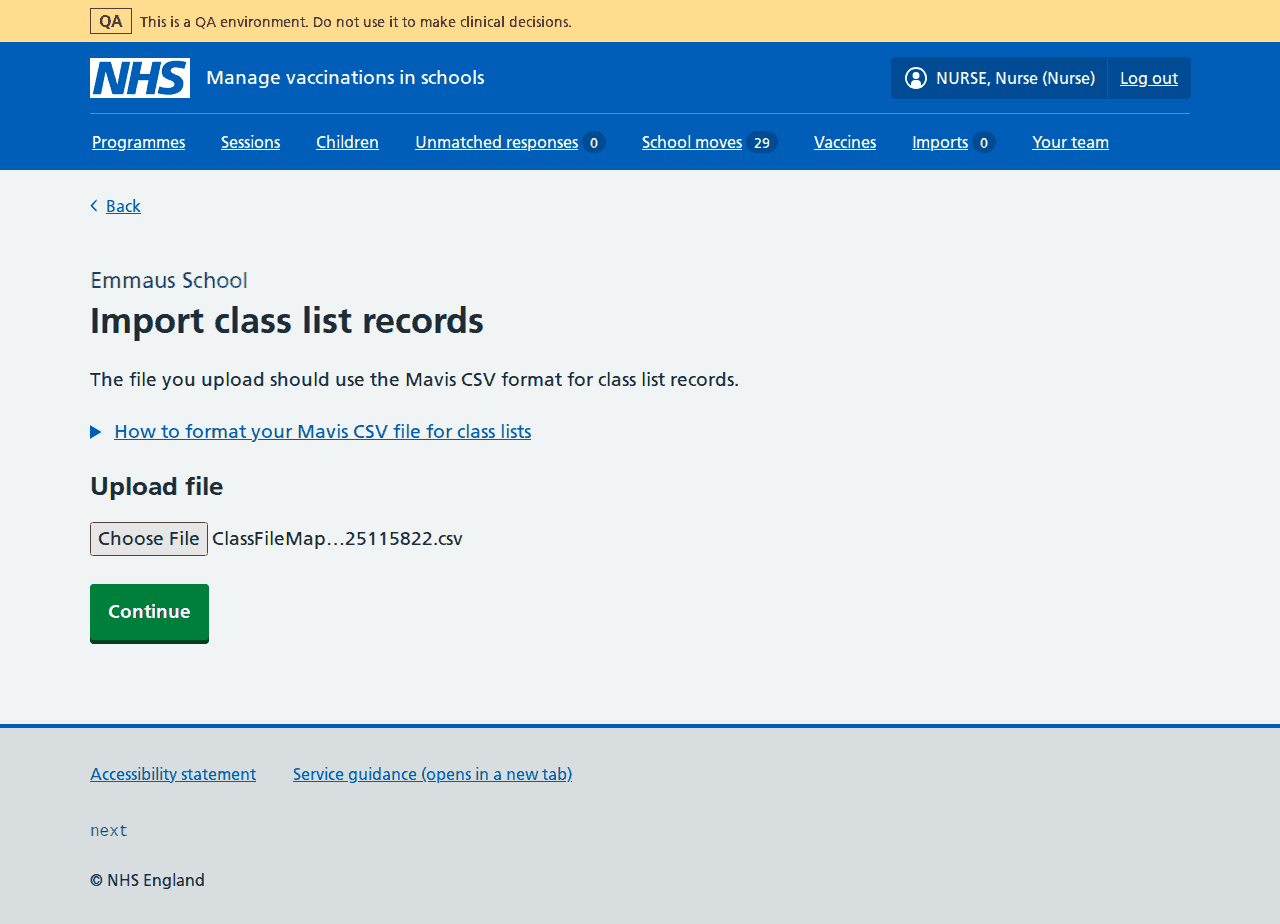 QA This is a QA environment. Do not use it to make clinical decisions.
NHS Manage vaccinations in schools NURSE, Nurse (Nurse) Log out
Programmes Sessions Children Unmatched responses 0 School moves 29 Vaccines Imports 0 Your team
Back
Emmaus School
Import class list records
The file you upload should use the Mavis CSV format for class list records.
How to format your Mavis CSV file for class lists
Upload file
Choose File ClassFileMap…25115822.csv
Continue
Accessibility statement Service guidance (opens in a new tab)
next
© NHS England